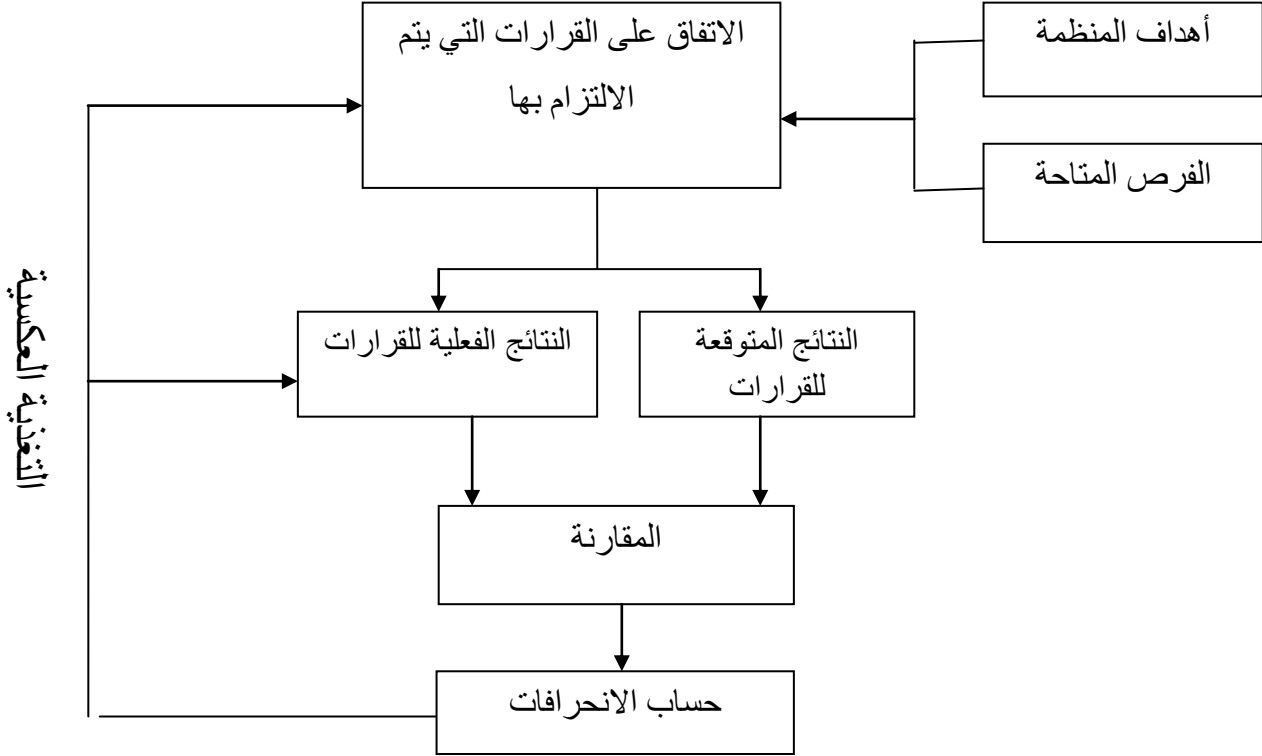 أهداف المنظمة
الاتفاق على القرارات التي يتم
الالتزام بها
الفرص المتاحة
النتائج المتوقعة
للقرارات
النتائج الفعلية للقرارات
المقارنة
حساب الانحرافات
التغذية العكسية